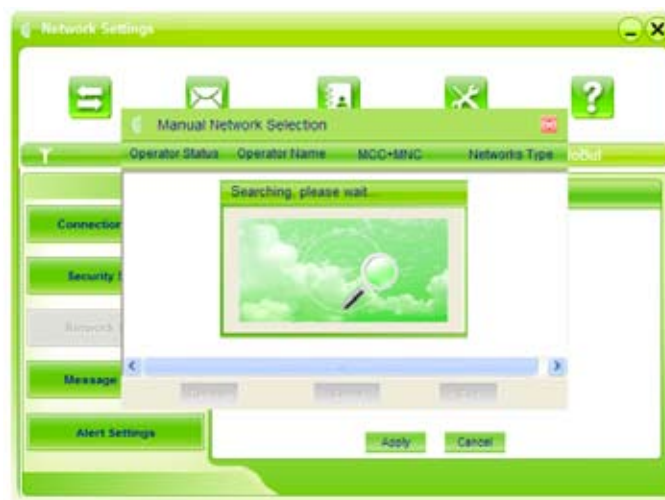 Network Settings
Manual Network Selection
Operator Status Operator Name MCC+MNC Networks Type
Searching, please wait...
Connection
Security
Network
Message
Alert Settings
Apply Cancel